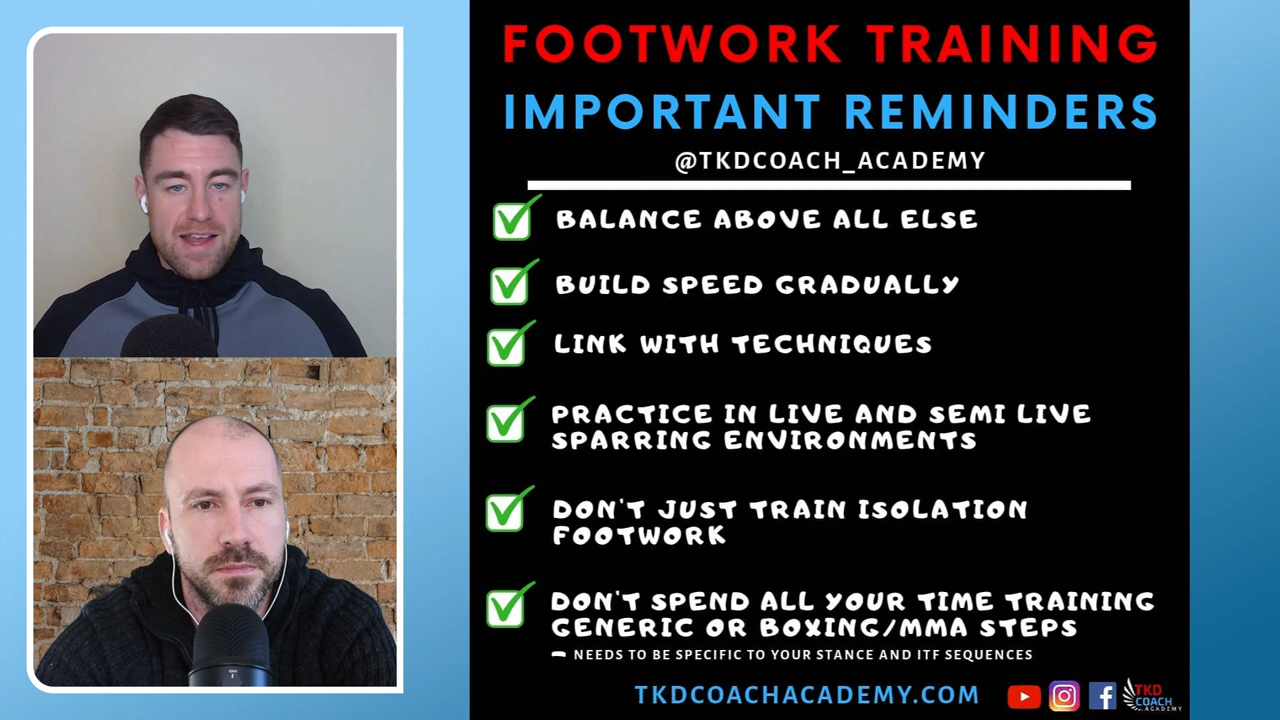 FOOTWORK TRAINING
IMPORTANT REMINDERS
@TKDCOACH_ACADEMY
BALANCE ABOVE ALL ELSE
BUILD SPEED GRADUALLY
LINK WITH TECHNIQUES
PRACTICE IN LIVE AND SEMI LIVE
SPARRING ENVIRONMENTS
DON'T JUST TRAIN ISOLATION
FOOTWORK
DON'T SPEND ALL YOUR TIME TRAINING
GENERIC OR BOXING/MMA STEPS
- NEEDS TO BE SPECIFIC TO YOUR STANCE AND ITF SEQUENCES
TKDCOACHACADEMY.COM
TKD
COACH
ACADEMY